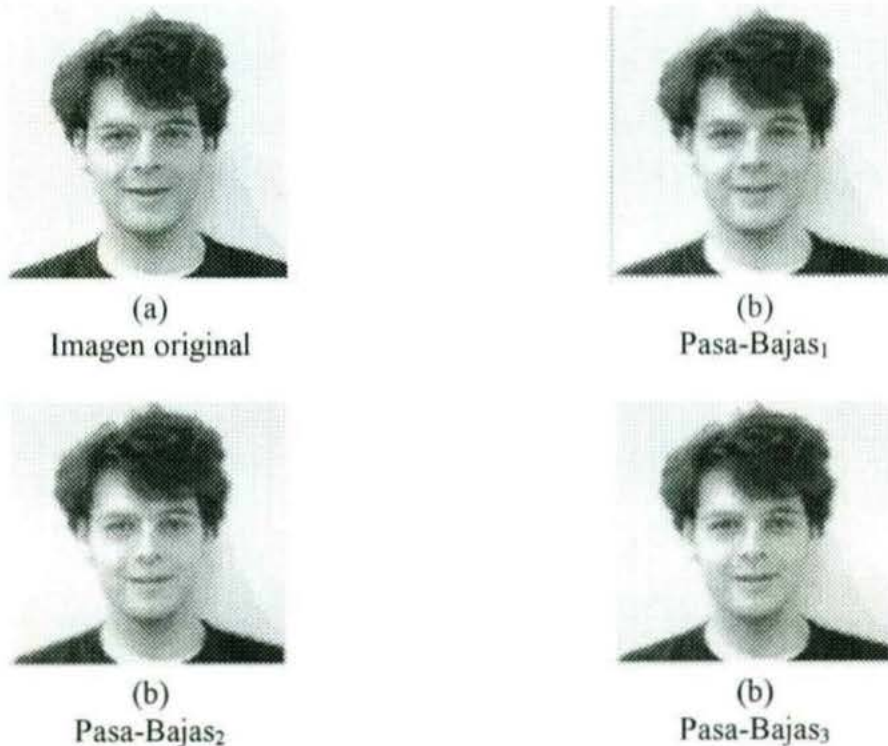 (a)
Imagen original
(b)
Pasa-Bajas₁
(b)
Pasa-Bajas₂
(b)
Pasa-Bajas₃